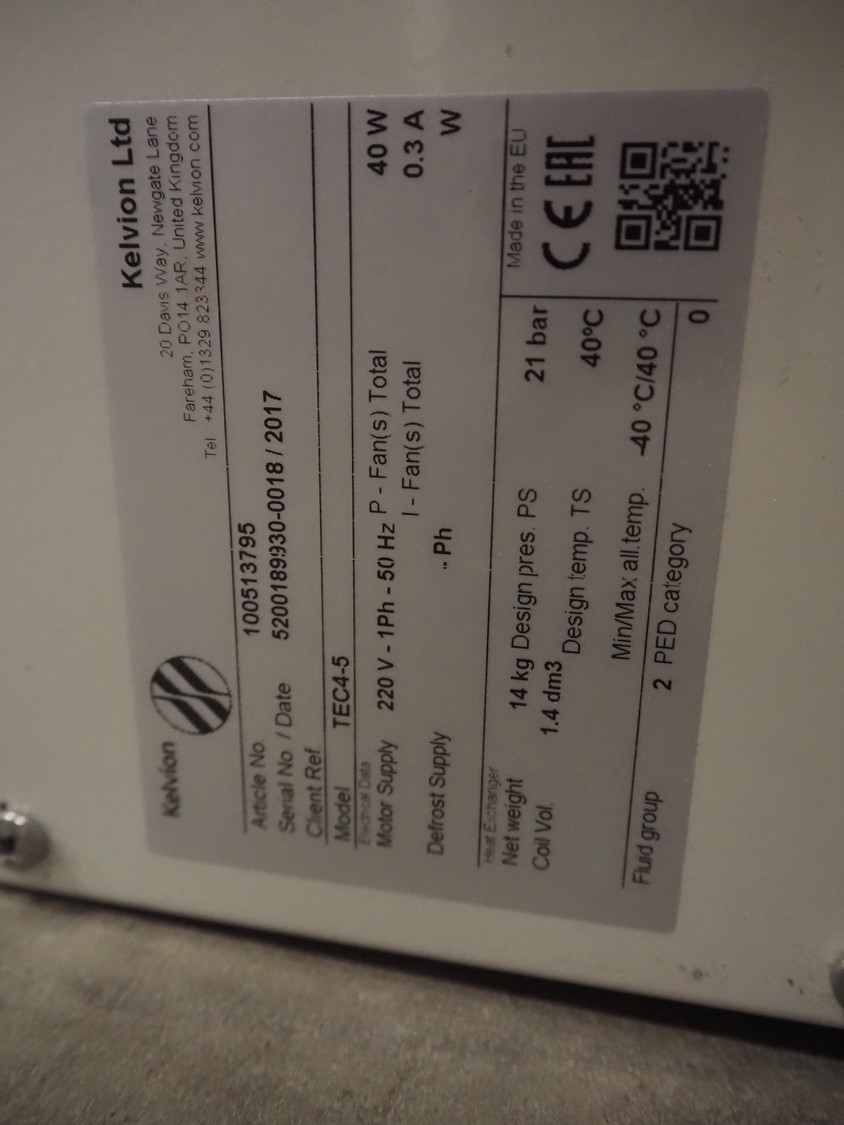 Kelvion
Kelvion Ltd
20 Davis Way, Newgate Lane
Fareham, PO14 1AR, United Kingdom
Tel +44 (0)1329 823344 www kelvion com
Article No. 100513795
Serial No. / Date 5200189930-0018 / 2017
Client Ref.
Model TEC4-5
Electrical Data
Motor Supply 220 V - 1Ph - 50 Hz P - Fan(s) Total 40 W
I - Fan(s) Total 0.3 A
Defrost Supply .. Ph W
Heat Exchanger
Net weight 14 kg Design pres. PS 21 bar
Coil Vol. 1.4 dm3 Design temp. TS 40°C
Min/Max all.temp. -40 °C/40 °C
Fluid group 2 PED category 0
Made in the EU
CE EAC